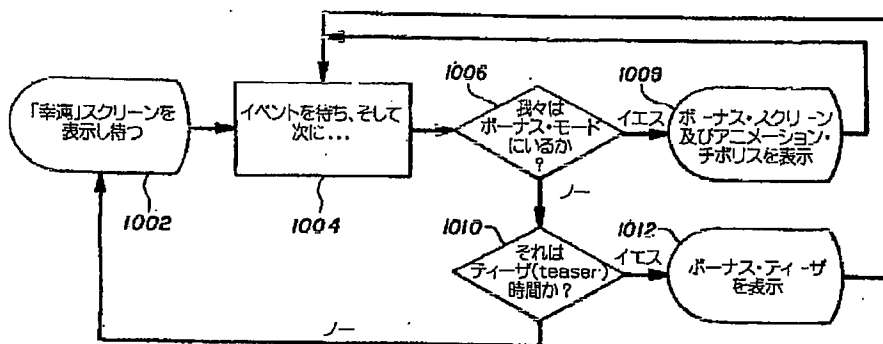 「幸運」スクリーンを
表示し待つ
1002
イベントを待ち、そして
次に...
1004
1006
我々は
ボーナス・モード
にいるか
?
イエス
ノー
1009
ボーナス・スクリーン
及びアニメーション・
チボリスを表示
1010
それは
ティーザ(teaser)
時間か?
イエス
ノー
1012
ボーナス・ティーザ
を表示